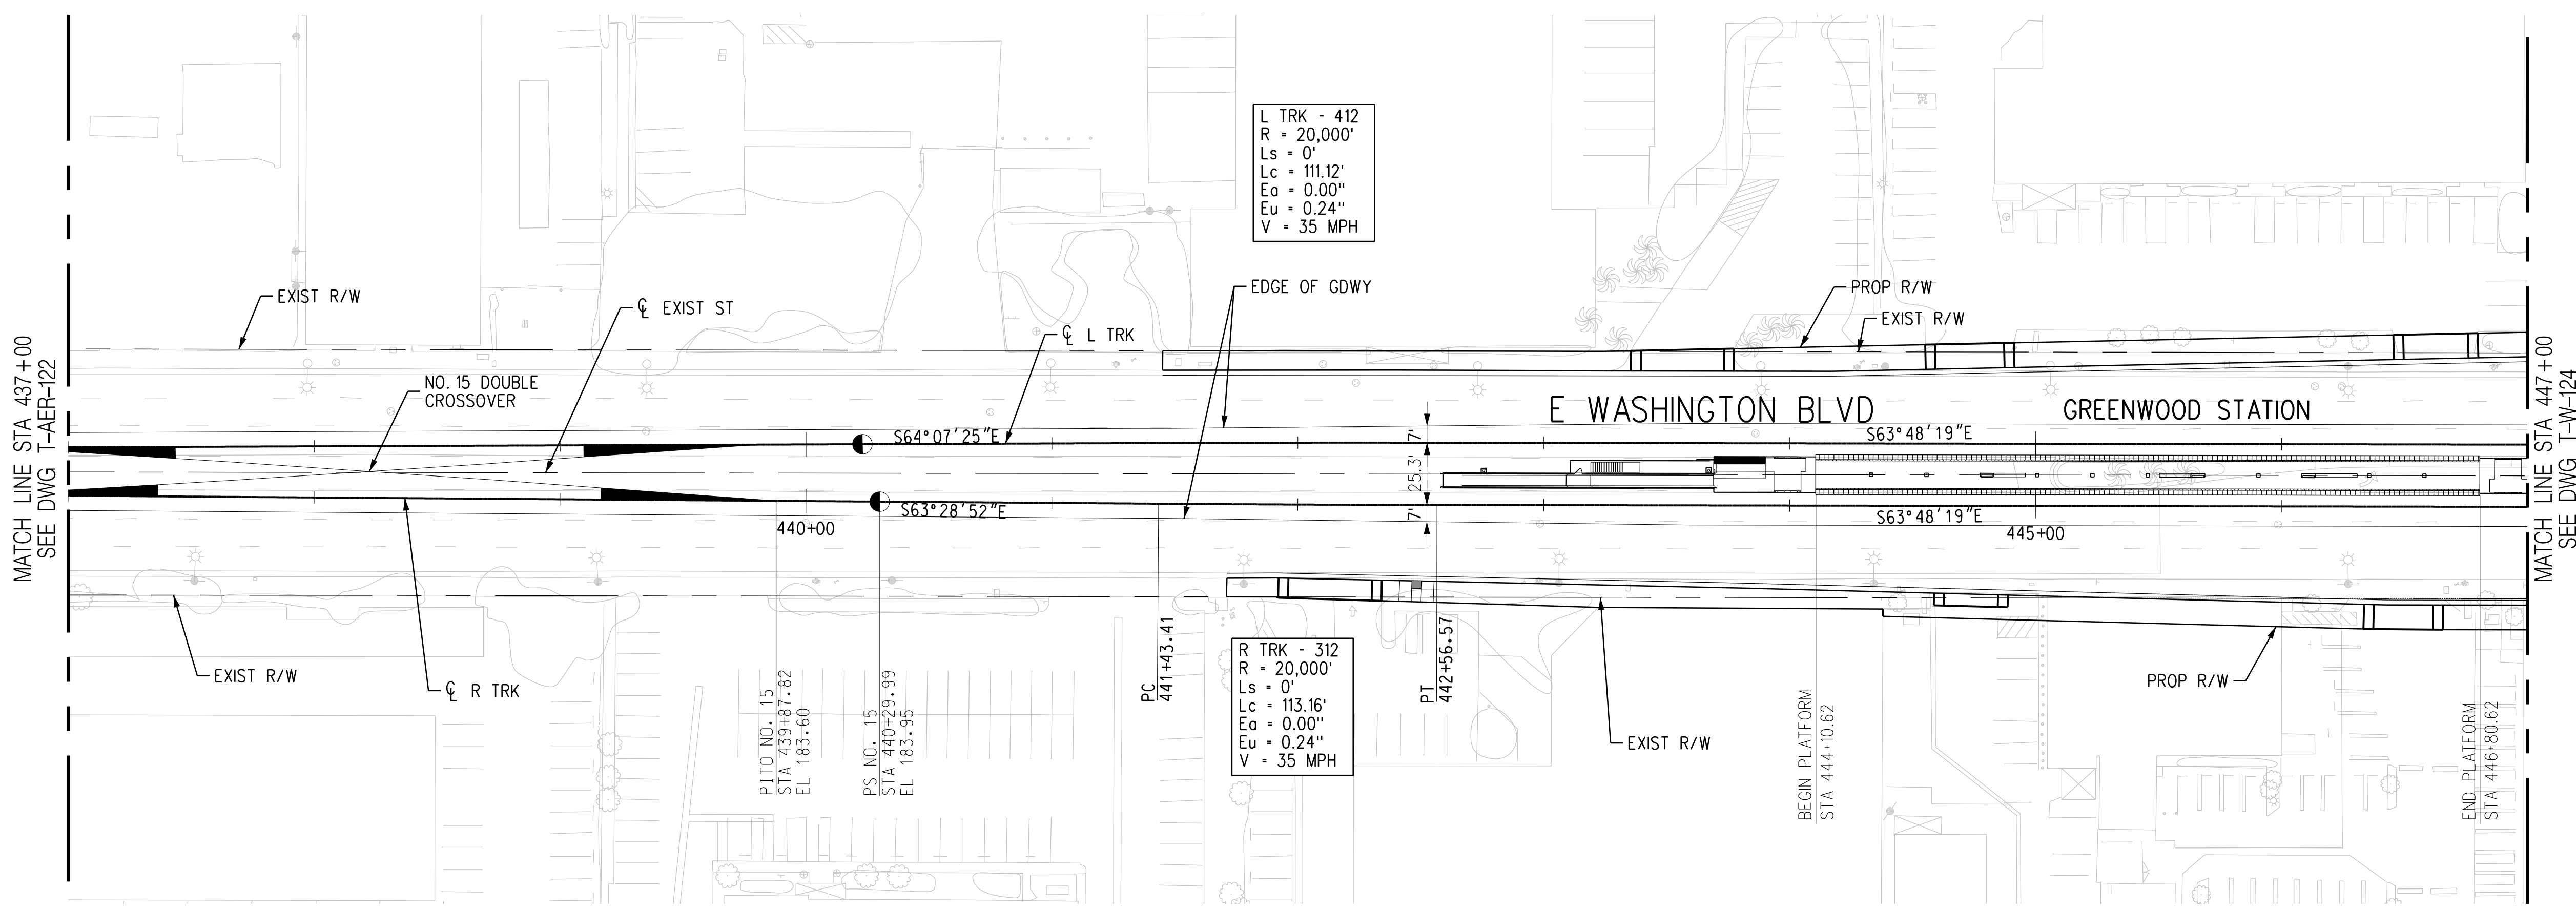 MATCH LINE STA 437+00
SEE DWG T-AER-122
EXIST R/W
℄ EXIST ST
NO. 15 DOUBLE
CROSSOVER
L TRK - 412
R = 20,000'
Ls = 0'
Lc = 111.12'
Ea = 0.00"
Eu = 0.24"
V = 35 MPH
EDGE OF GDWY
℄ L TRK
PROP R/W
EXIST R/W
E WASHINGTON BLVD
GREENWOOD STATION
S64°07'25"E
7'
25.3'
7'
S63°48'19"E
S63°28'52"E
440+00
S63°48'19"E
445+00
EXIST R/W
℄ R TRK
PITO NO. 15
STA 439+87.82
EL 183.60
PS NO. 15
STA 440+29.99
EL 183.95
PC
441+43.41
R TRK - 312
R = 20,000'
Ls = 0'
Lc = 113.16'
Ea = 0.00"
Eu = 0.24"
V = 35 MPH
PT
442+56.57
EXIST R/W
BEGIN PLATFORM
STA 444+10.62
PROP R/W
END PLATFORM
STA 446+80.62
MATCH LINE STA 447+00
SEE DWG T-W-124